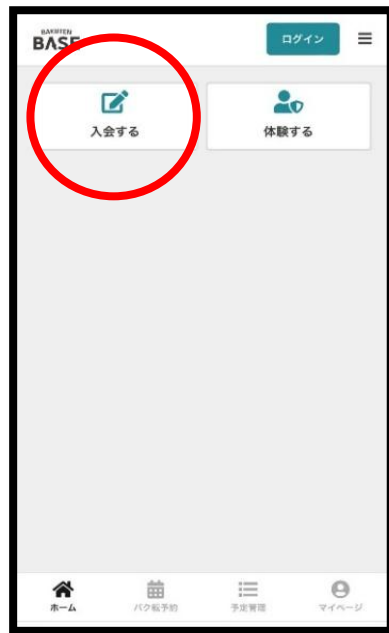 BAKUTEN
BASE
ログイン
入会する
体験する
ホーム
バク転予約
予定管理
マイページ